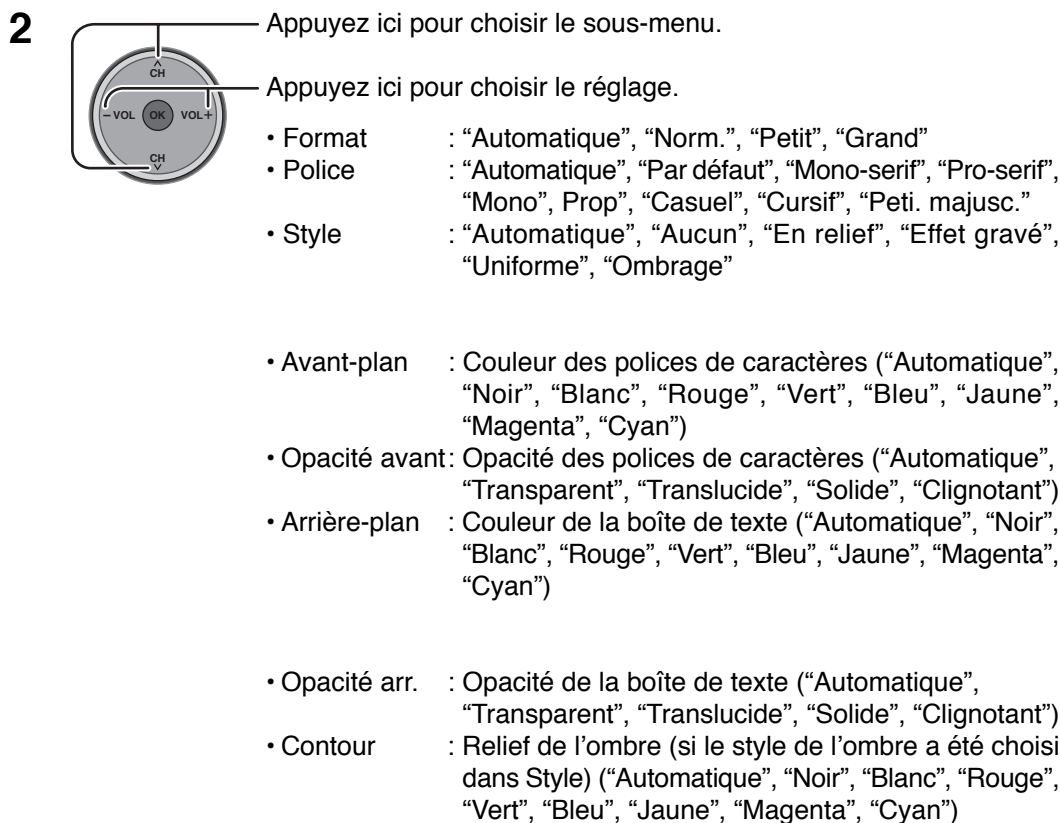 2
Appuyez ici pour choisir le sous-menu.
CH
Appuyez ici pour choisir le réglage.
– VOL OK VOL +
CH
• Format : “Automatique”, “Norm.”, “Petit”, “Grand”
• Police : “Automatique”, “Par défaut”, “Mono-serif”, “Pro-serif”,
“Mono”, Prop”, “Casuel”, “Cursif”, “Peti. majusc.”
• Style : “Automatique”, “Aucun”, “En relief”, “Effet gravé”,
“Uniforme”, “Ombrage”
• Avant-plan : Couleur des polices de caractères (“Automatique”,
“Noir”, “Blanc”, “Rouge”, “Vert”, “Bleu”, “Jaune”,
“Magenta”, “Cyan”)
• Opacité avant : Opacité des polices de caractères (“Automatique”,
“Transparent”, “Translucide”, “Solide”, “Clignotant”)
• Arrière-plan : Couleur de la boîte de texte (“Automatique”, “Noir”,
“Blanc”, “Rouge”, “Vert”, “Bleu”, “Jaune”, “Magenta”,
“Cyan”)
• Opacité arr. : Opacité de la boîte de texte (“Automatique”,
“Transparent”, “Translucide”, “Solide”, “Clignotant”)
• Contour : Relief de l’ombre (si le style de l’ombre a été choisi
dans Style) (“Automatique”, “Noir”, “Blanc”, “Rouge”,
“Vert”, “Bleu”, “Jaune”, “Magenta”, “Cyan”)